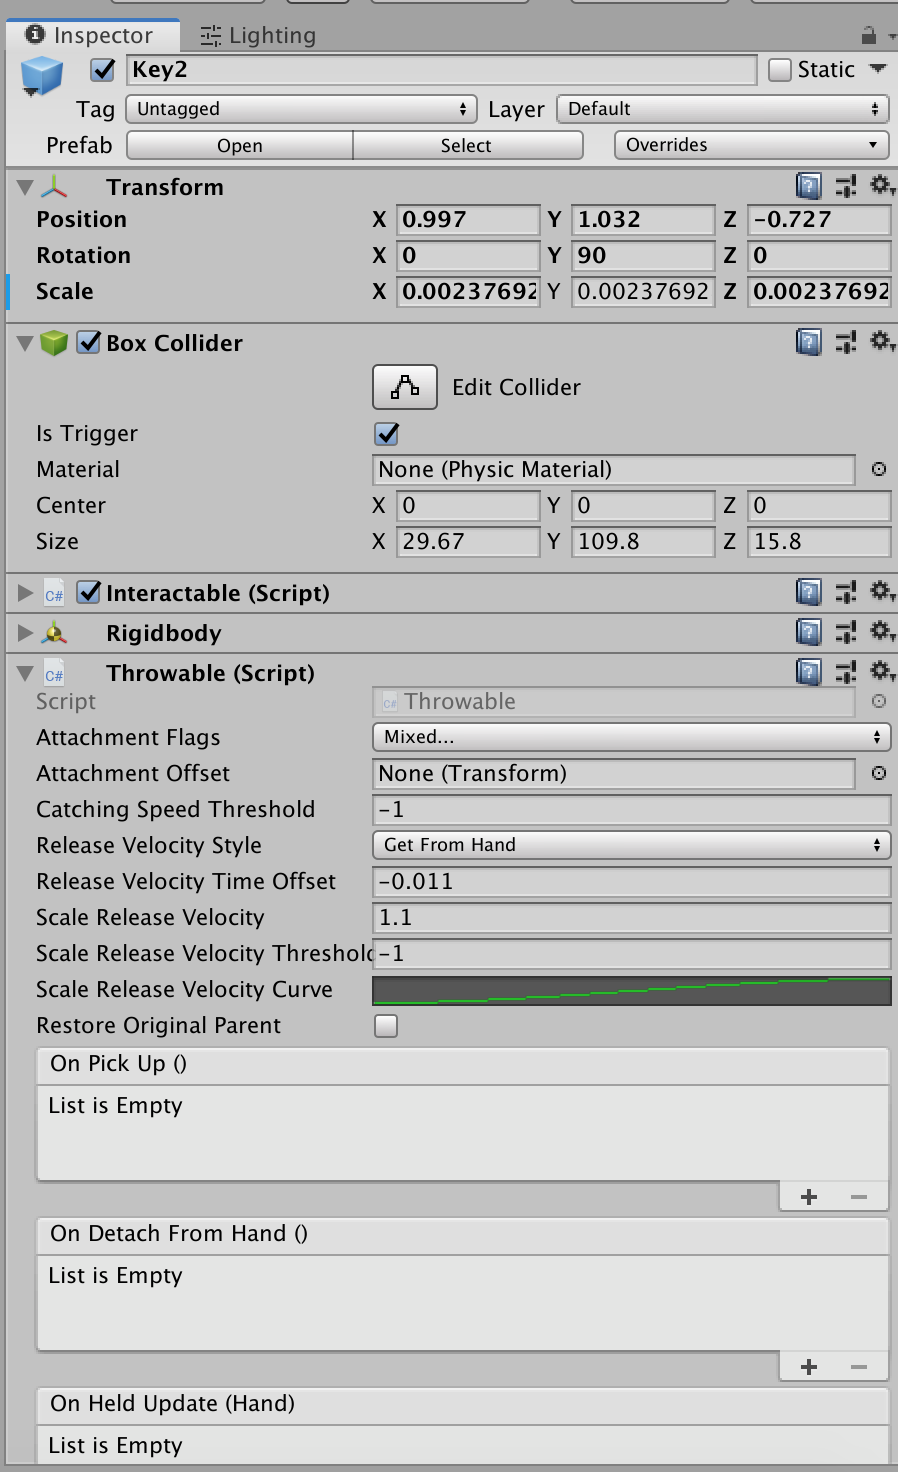 Inspector Lighting
Key2 Static
Tag Untagged Layer Default
Prefab Open Select Overrides
Transform
Position X 0.997 Y 1.032 Z −0.727
Rotation X 0 Y 90 Z 0
Scale X 0.00237692 Y 0.00237692 Z 0.00237692
Box Collider
Edit Collider
Is Trigger
Material None (Physic Material)
Center X 0 Y 0 Z 0
Size X 29.67 Y 109.8 Z 15.8
C# Interactable (Script)
Rigidbody
C# Throwable (Script)
Script C# Throwable
Attachment Flags Mixed...
Attachment Offset None (Transform)
Catching Speed Threshold −1
Release Velocity Style Get From Hand
Release Velocity Time Offset −0.011
Scale Release Velocity 1.1
Scale Release Velocity Threshold −1
Scale Release Velocity Curve
Restore Original Parent
On Pick Up ()
List is Empty
On Detach From Hand ()
List is Empty
On Held Update (Hand)
List is Empty